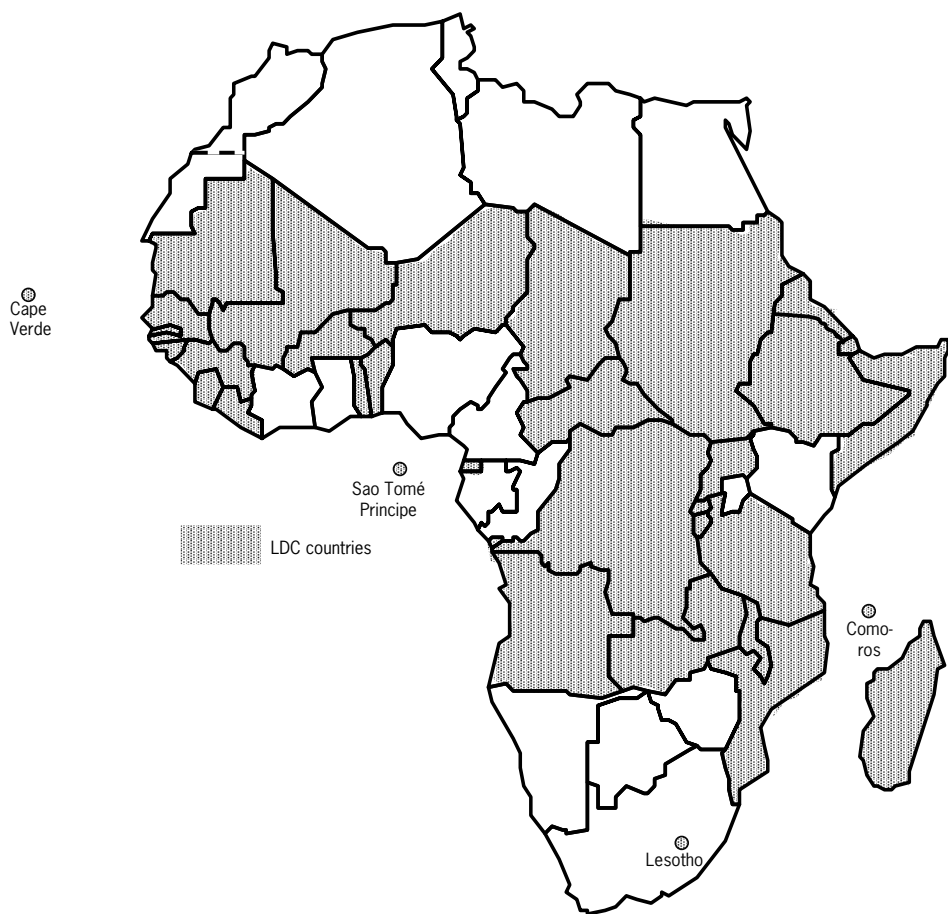 Cape
Verde
Sao Tomé
Principe
LDC countries
Como-
ros
Lesotho